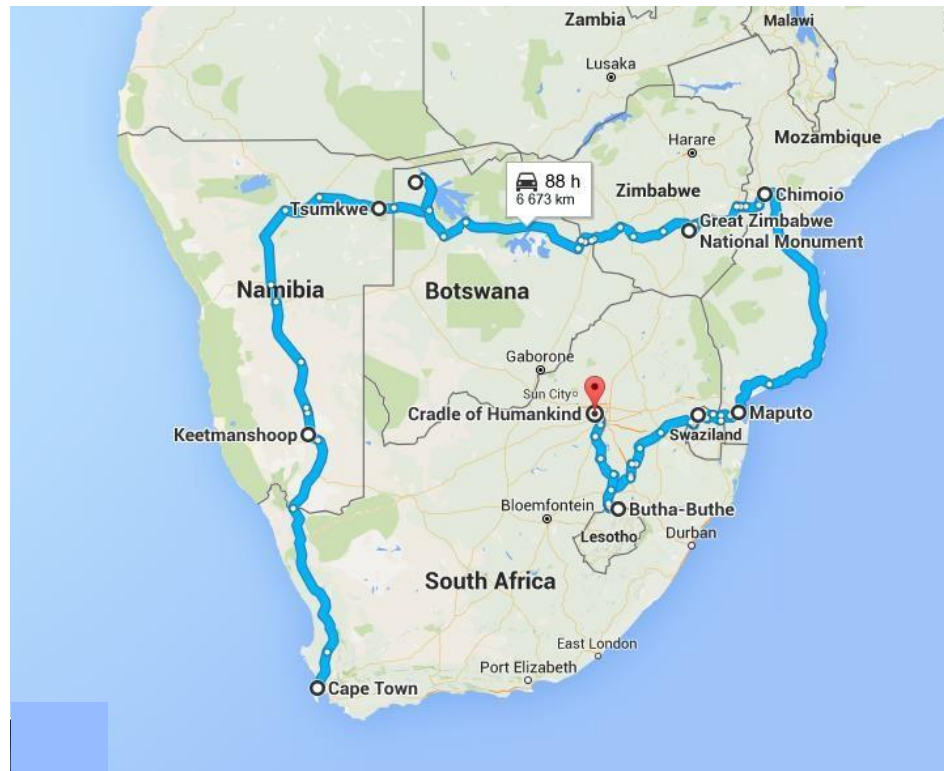 Zambia
Malawi
Lusaka
Harare
Mozambique
88 h
6 673 km
Zimbabwe
Chimoio
Tsumkwe
Great Zimbabwe
National Monument
Namibia
Botswana
Gaborone
Sun City
Cradle of Humankind
Maputo
Keetmanshoop
Swaziland
Bloemfontein
Butha-Buthe
Lesotho
Durban
South Africa
East London
Port Elizabeth
Cape Town